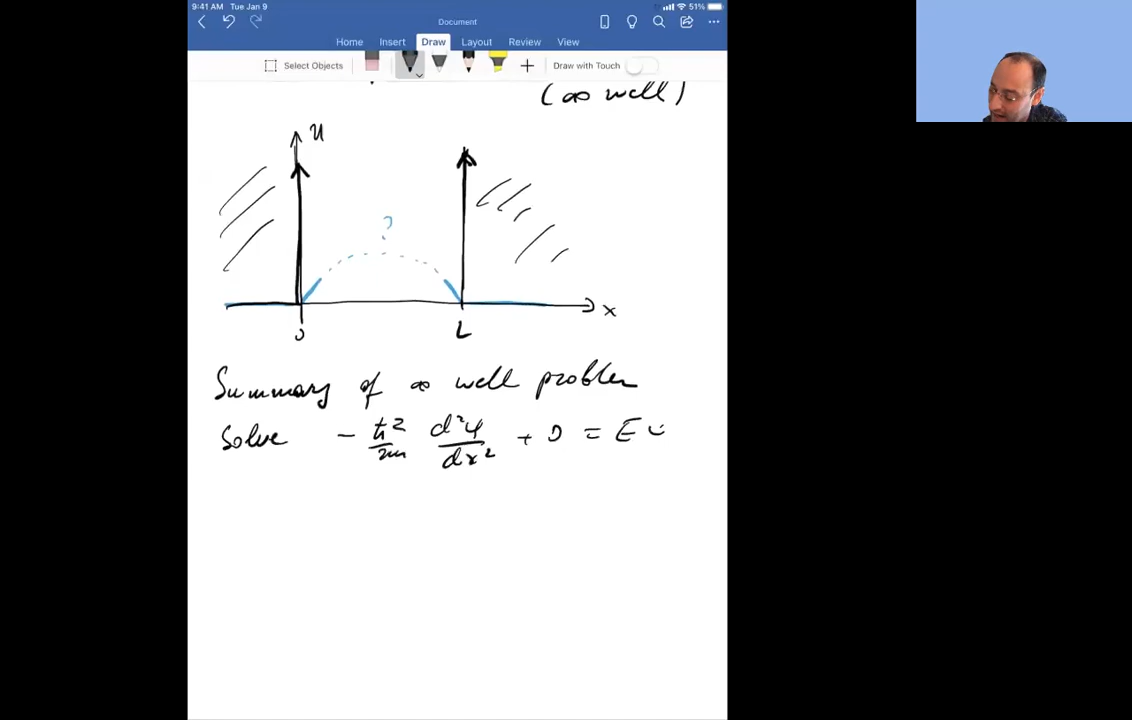 9:41 AM Tue Jan 9
51%
Document
Home Insert Draw Layout Review View
Select Objects
Draw with Touch
(∞ well)
U
?
x
0 L
Summary of ∞ well problem
Solve - ħ²/2m d²ψ/dx² + 0 = E